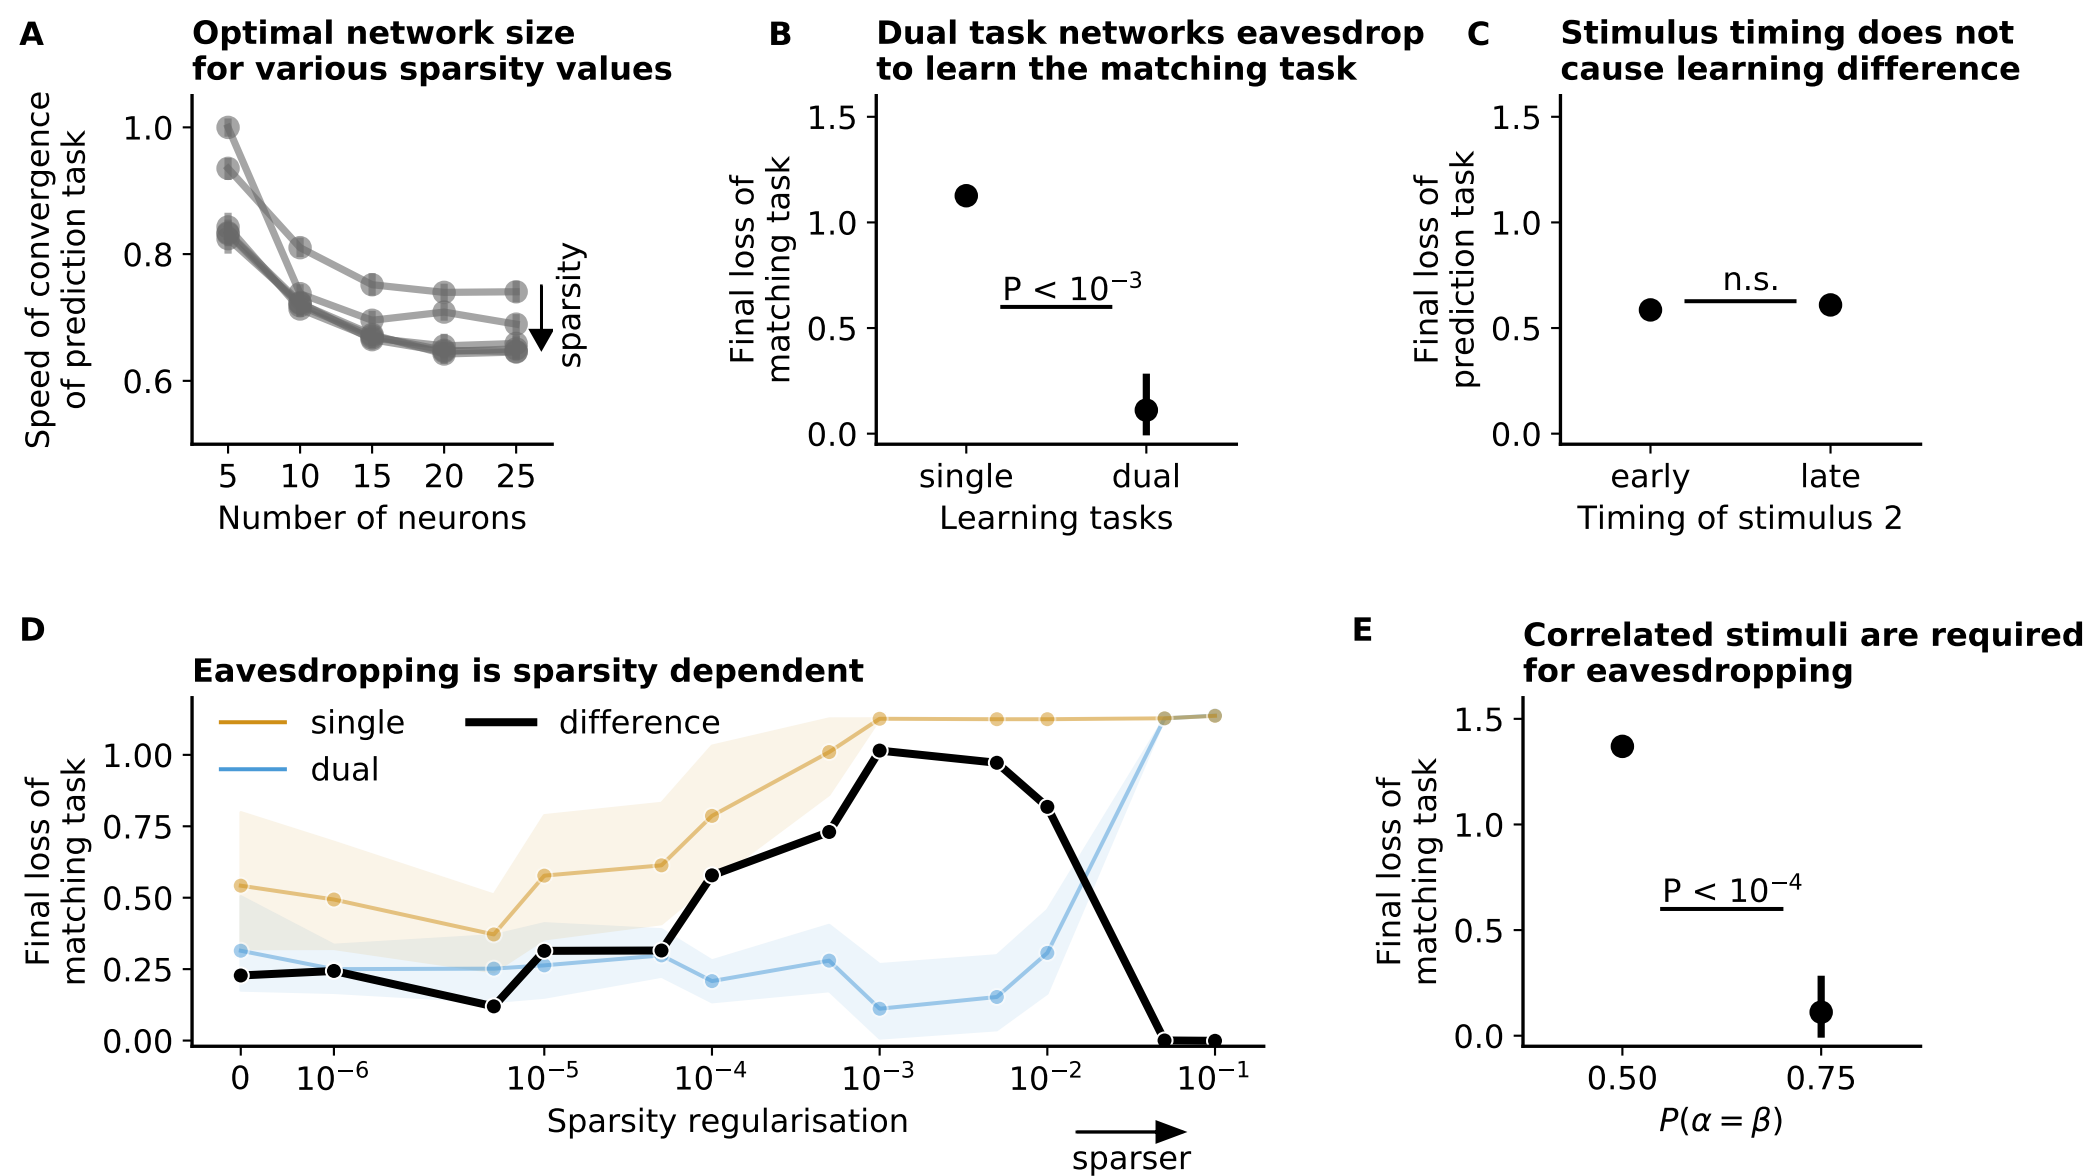 A
Optimal network size
for various sparsity values
Speed of convergence
of prediction task
1.0
0.8
0.6
sparsity
5 10 15 20 25
Number of neurons
B
Dual task networks eavesdrop
to learn the matching task
Final loss of
matching task
1.5
1.0
0.5
0.0
P < 10⁻³
single dual
Learning tasks
C
Stimulus timing does not
cause learning difference
Final loss of
prediction task
1.5
1.0
0.5
0.0
n.s.
early late
Timing of stimulus 2
D
Eavesdropping is sparsity dependent
single
dual
difference
Final loss of
matching task
1.00
0.75
0.50
0.25
0.00
0 10⁻⁶ 10⁻⁵ 10⁻⁴ 10⁻³ 10⁻² 10⁻¹
Sparsity regularisation
sparser
E
Correlated stimuli are required
for eavesdropping
Final loss of
matching task
1.5
1.0
0.5
0.0
P < 10⁻⁴
0.50 0.75
P(α = β)